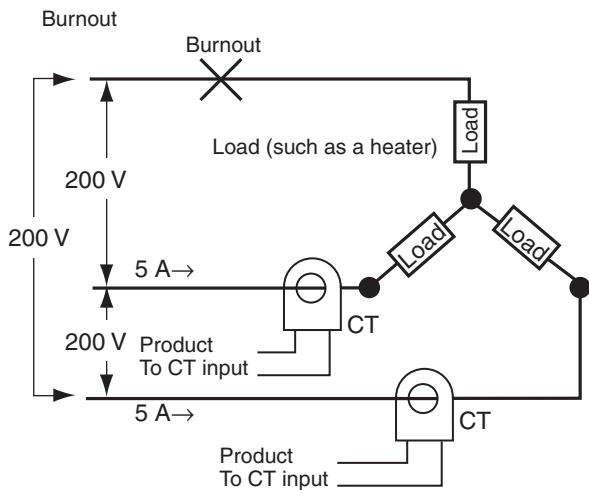 Burnout
Burnout
Load
Load (such as a heater)
200 V
200 V
Load
Load
5 A→
CT
200 V
Product
To CT input
5 A→
CT
Product
To CT input